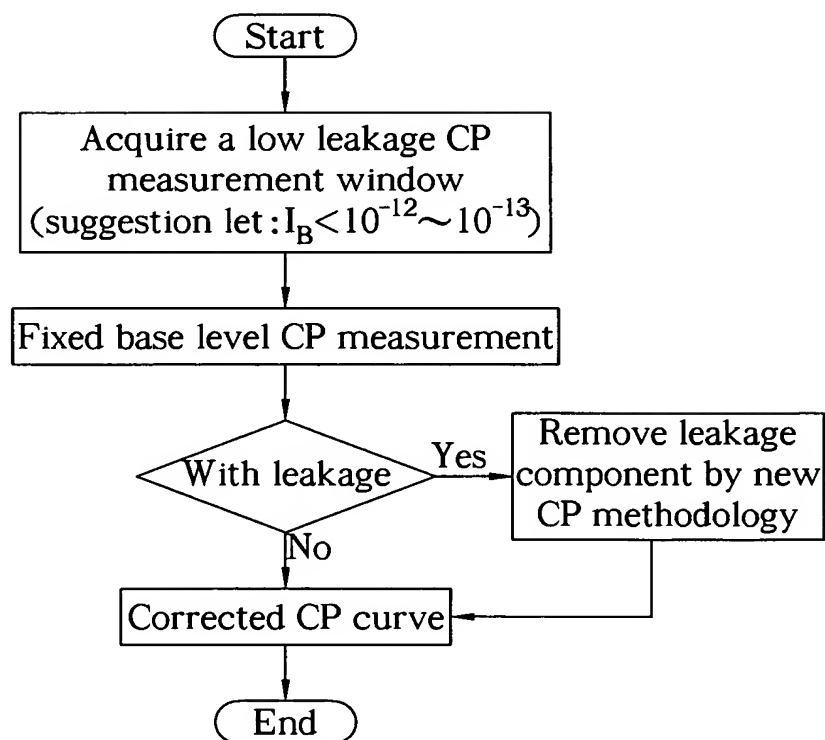 Start
Acquire a low leakage CP
measurement window
(suggestion let:I_B<10^-12~10^-13)
Fixed base level CP measurement
With leakage
Yes
Remove leakage
component by new
CP methodology
No
Corrected CP curve
End